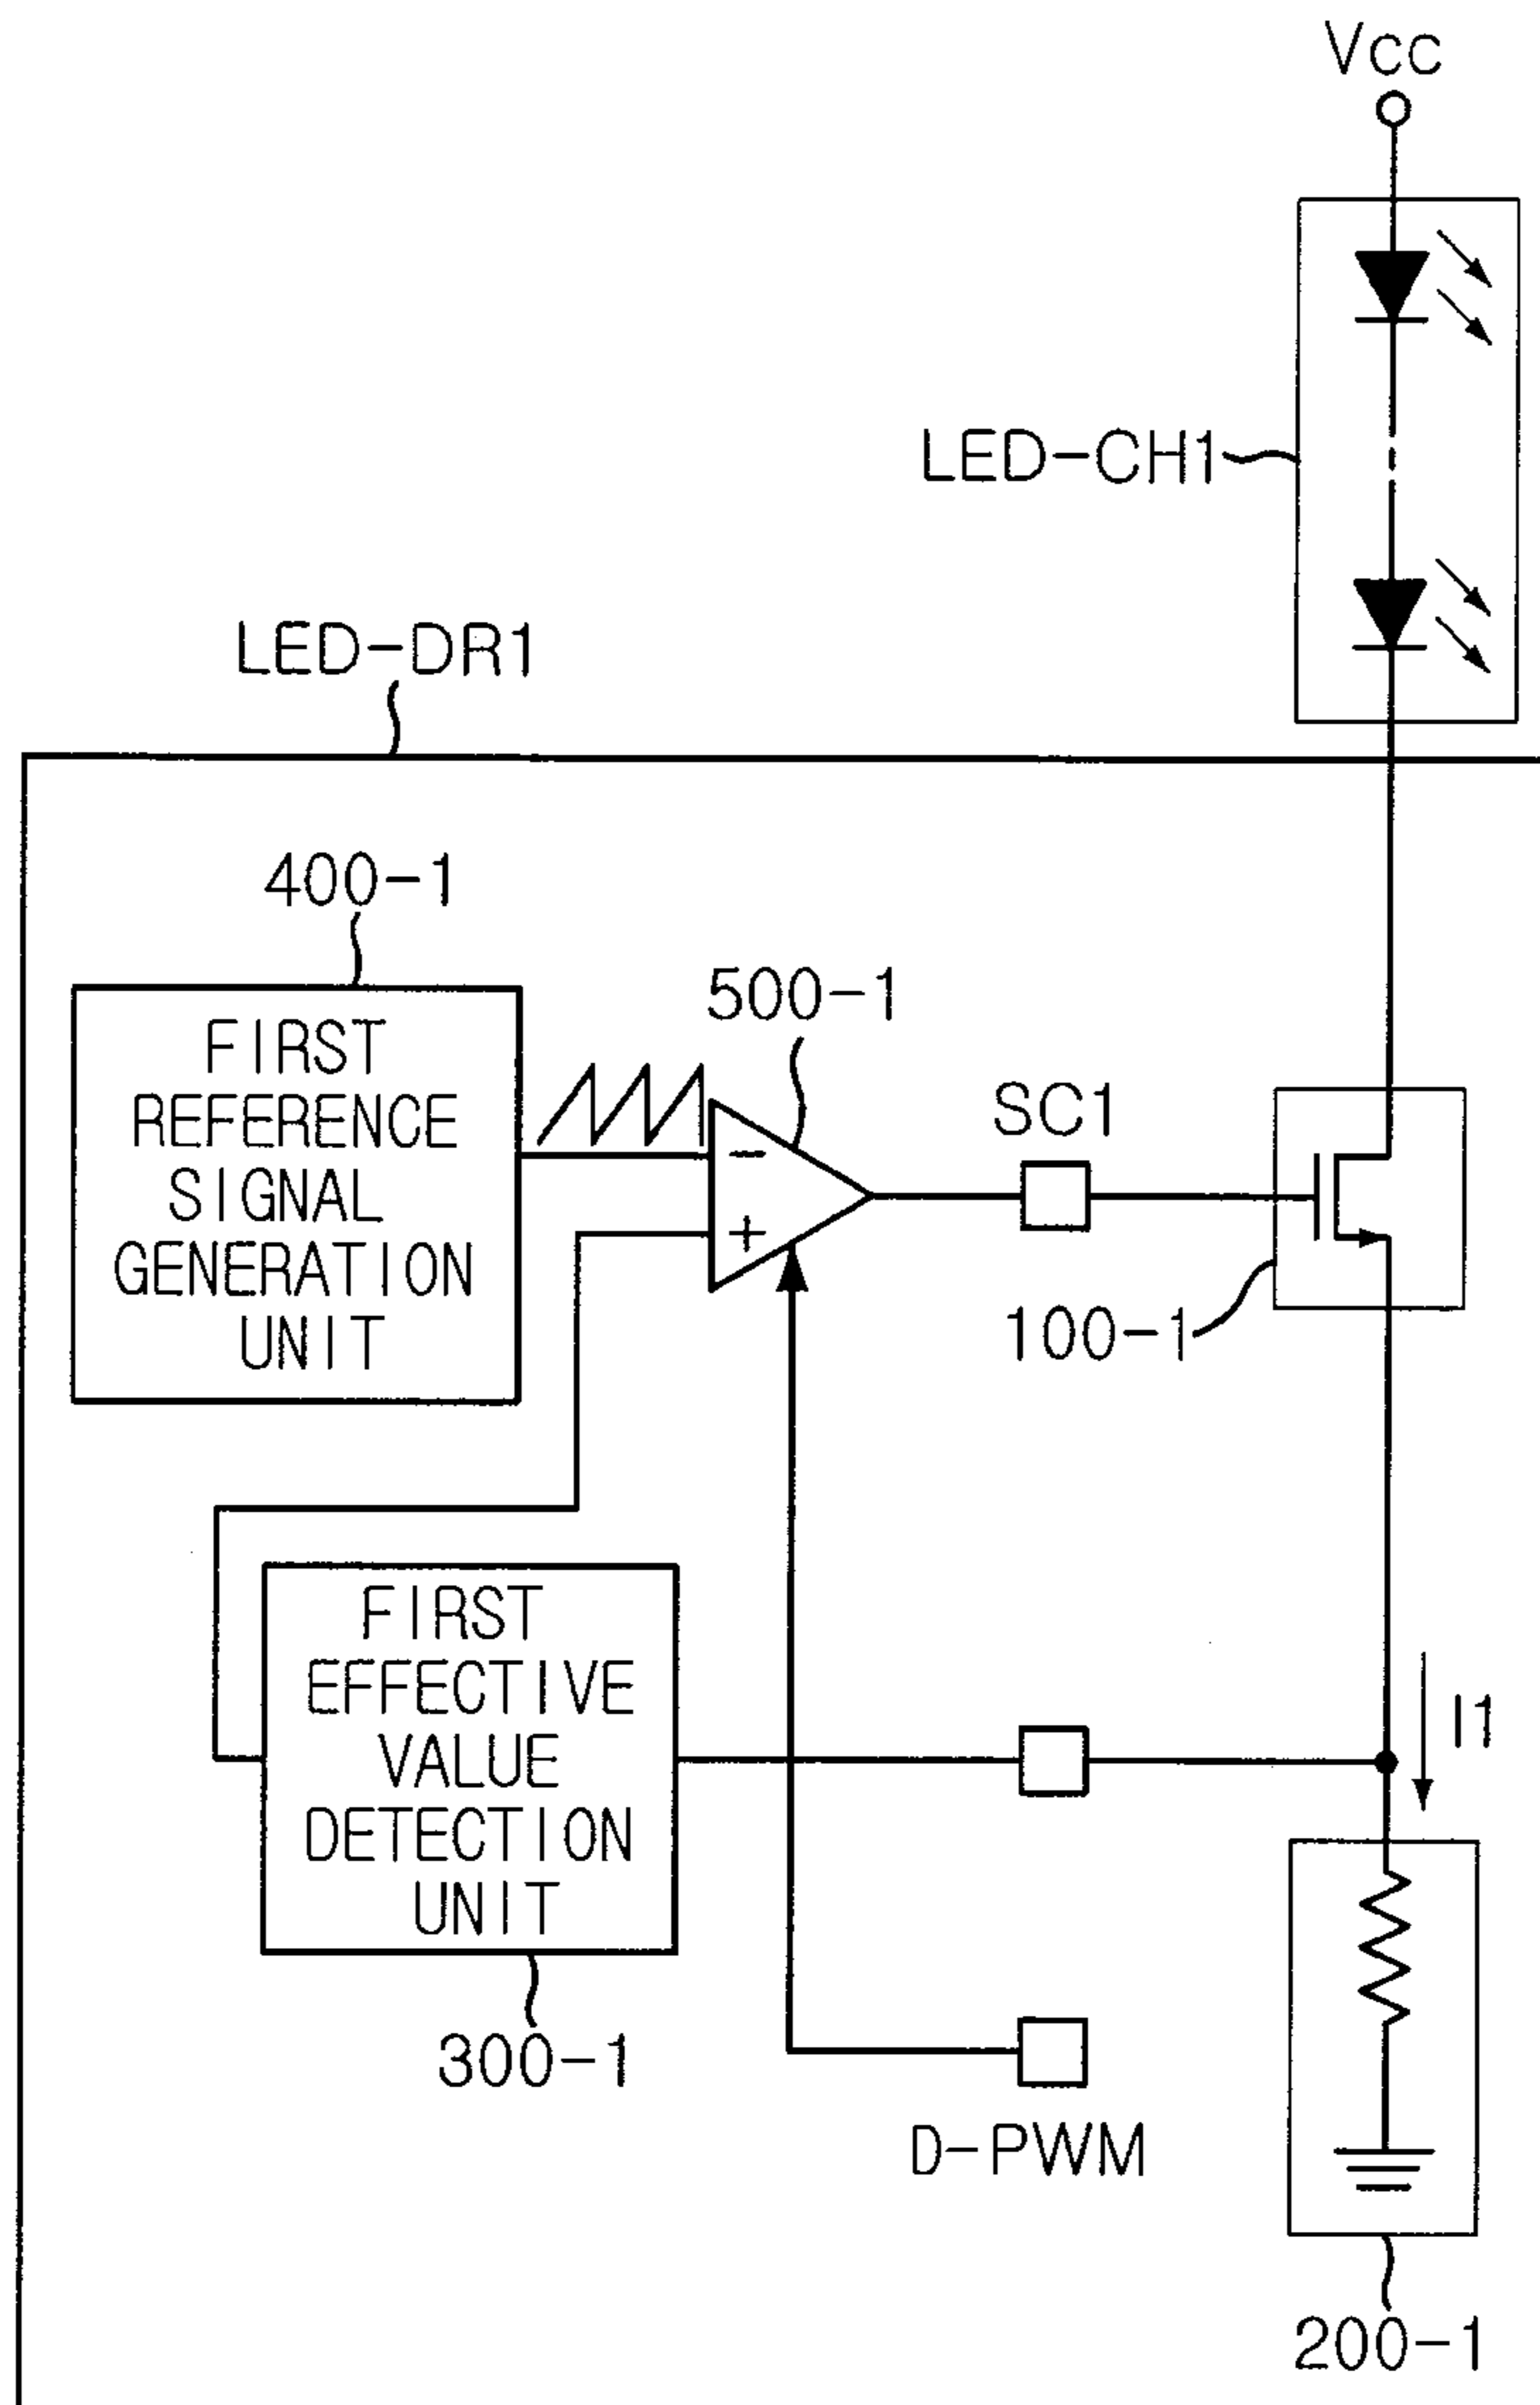 Vcc
LED-CH1
LED-DR1
400-1
FIRST
REFERENCE
SIGNAL
GENERATION
UNIT
500-1
-
+
SC1
100-1
FIRST
EFFECTIVE
VALUE
DETECTION
UNIT
300-1
I1
D-PWM
200-1